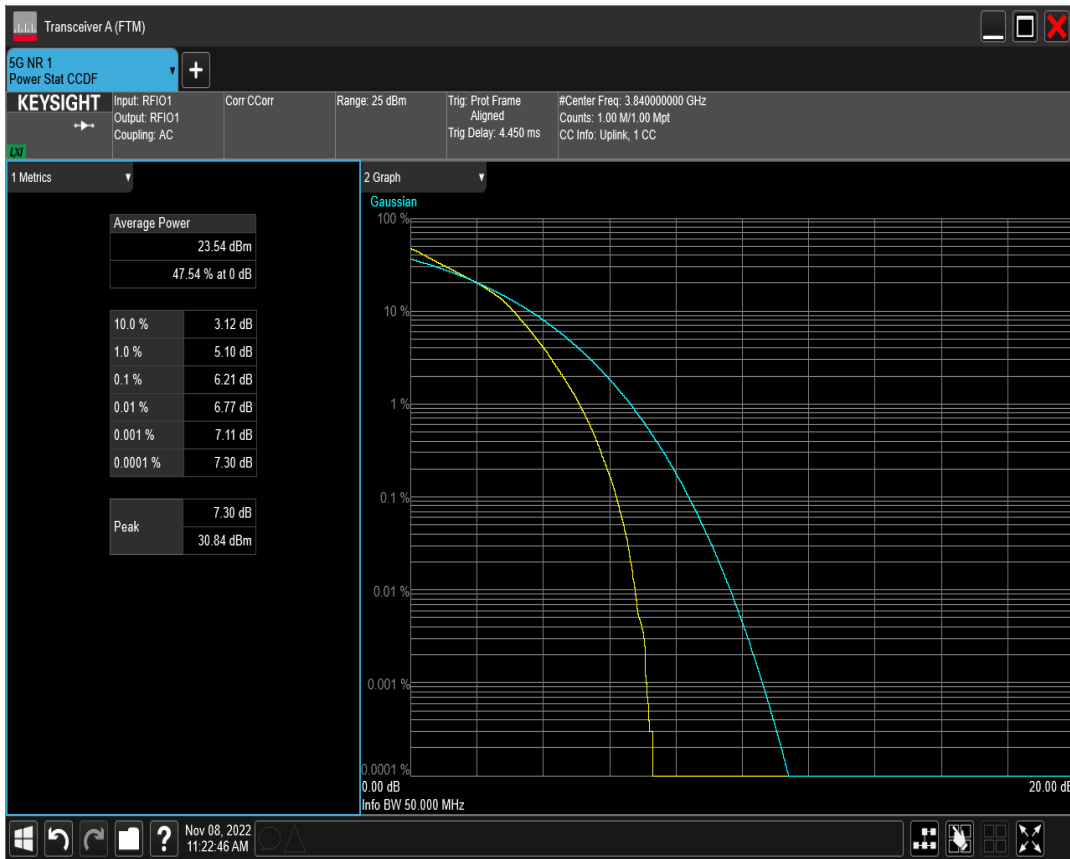 Transceiver A (FTM)
5G NR 1
Power Stat CCDF
+
KEYSIGHT
LXI
Input: RFIO1
Output: RFIO1
Coupling: AC
Corr CCorr
Range: 25 dBm
Trig: Prot Frame
Aligned
Trig Delay: 4.450 ms
#Center Freq: 3.840000000 GHz
Counts: 1.00 M/1.00 Mpt
CC Info: Uplink, 1 CC
1 Metrics
Average Power
23.54 dBm
47.54 % at 0 dB
10.0 % 3.12 dB
1.0 % 5.10 dB
0.1 % 6.21 dB
0.01 % 6.77 dB
0.001 % 7.11 dB
0.0001 % 7.30 dB
Peak 7.30 dB
30.84 dBm
2 Graph
Gaussian
100 %
10 %
1 %
0.1 %
0.01 %
0.001 %
0.0001 %
0.00 dB 20.00 dB
Info BW 50.000 MHz
? Nov 08, 2022
11:22:46 AM